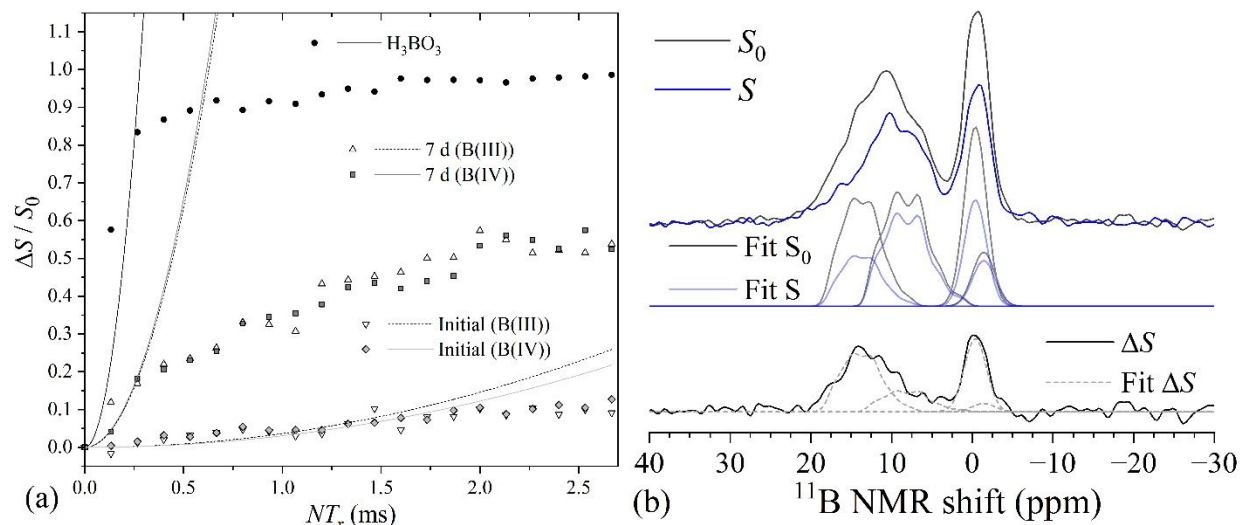 1.1
1.0
0.9
0.8
0.7
0.6
0.5
0.4
0.3
0.2
0.1
0.0
ΔS / S₀
H₃BO₃
7 d (B(III))
7 d (B(IV))
Initial (B(III))
Initial (B(IV))
0.0 0.5 1.0 1.5 2.0 2.5
(a)
NTᵣ (ms)
S₀
S
Fit S₀
Fit S
ΔS
Fit ΔS
40 30 20 10 0 −10 −20 −30
(b)
¹¹B NMR shift (ppm)